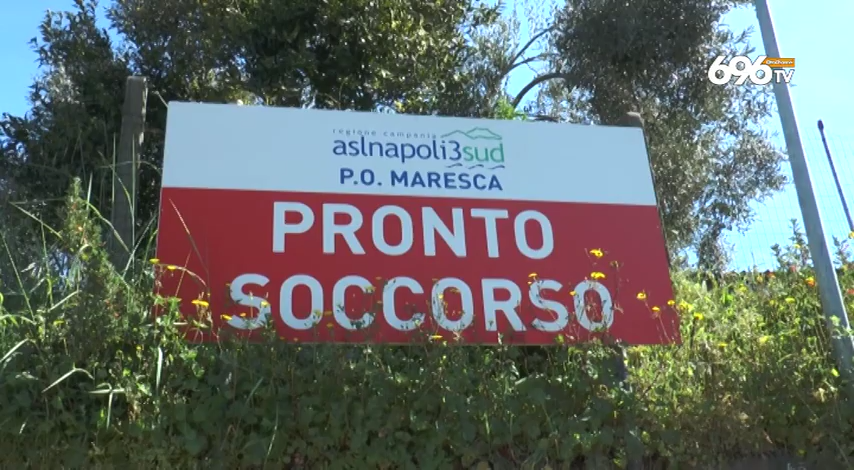 696 TV
regione campania
aslnapoli3sud
P.O. MARESCA
PRONTO
SOCCORSO